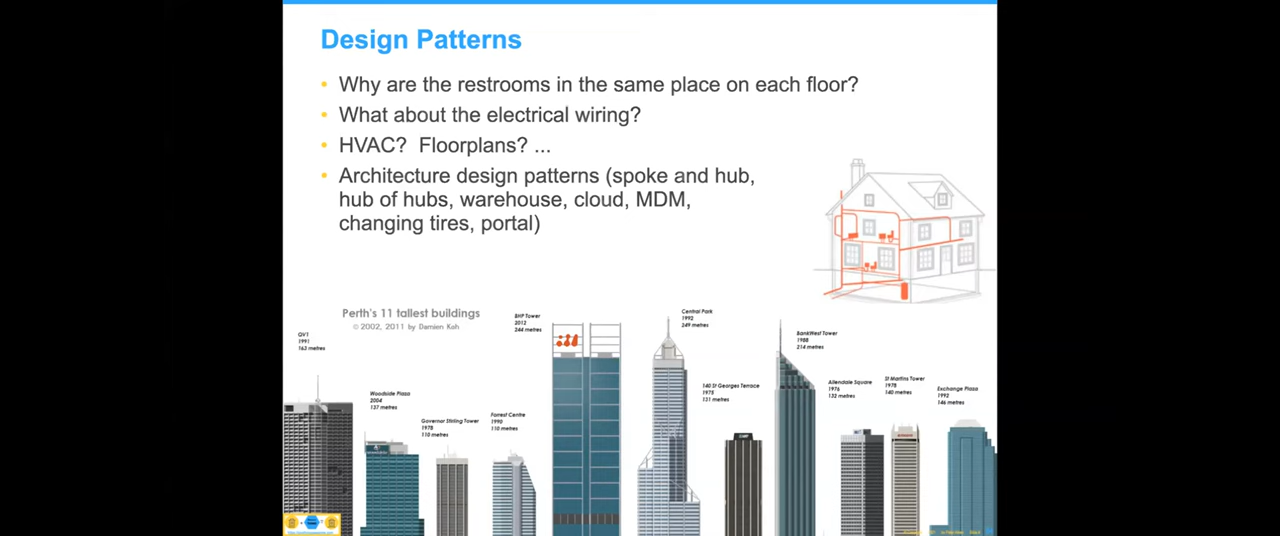 Design Patterns
• Why are the restrooms in the same place on each floor?
• What about the electrical wiring?
• HVAC?  Floorplans? ...
• Architecture design patterns (spoke and hub,
hub of hubs, warehouse, cloud, MDM,
changing tires, portal)
Perth's 11 tallest buildings
© 2002, 2011 by Damien Koh
QV1
1991
163 metres
Woodside Plaza
2004
137 metres
Governor Stirling Tower
1978
110 metres
Forrest Centre
1990
110 metres
BHP Tower
2012
244 metres
Central Park
1992
249 metres
140 St Georges Terrace
1975
131 metres
BankWest Tower
1988
214 metres
Allendale Square
1976
132 metres
St Martins Tower
1978
140 metres
Exchange Plaza
1992
146 metres